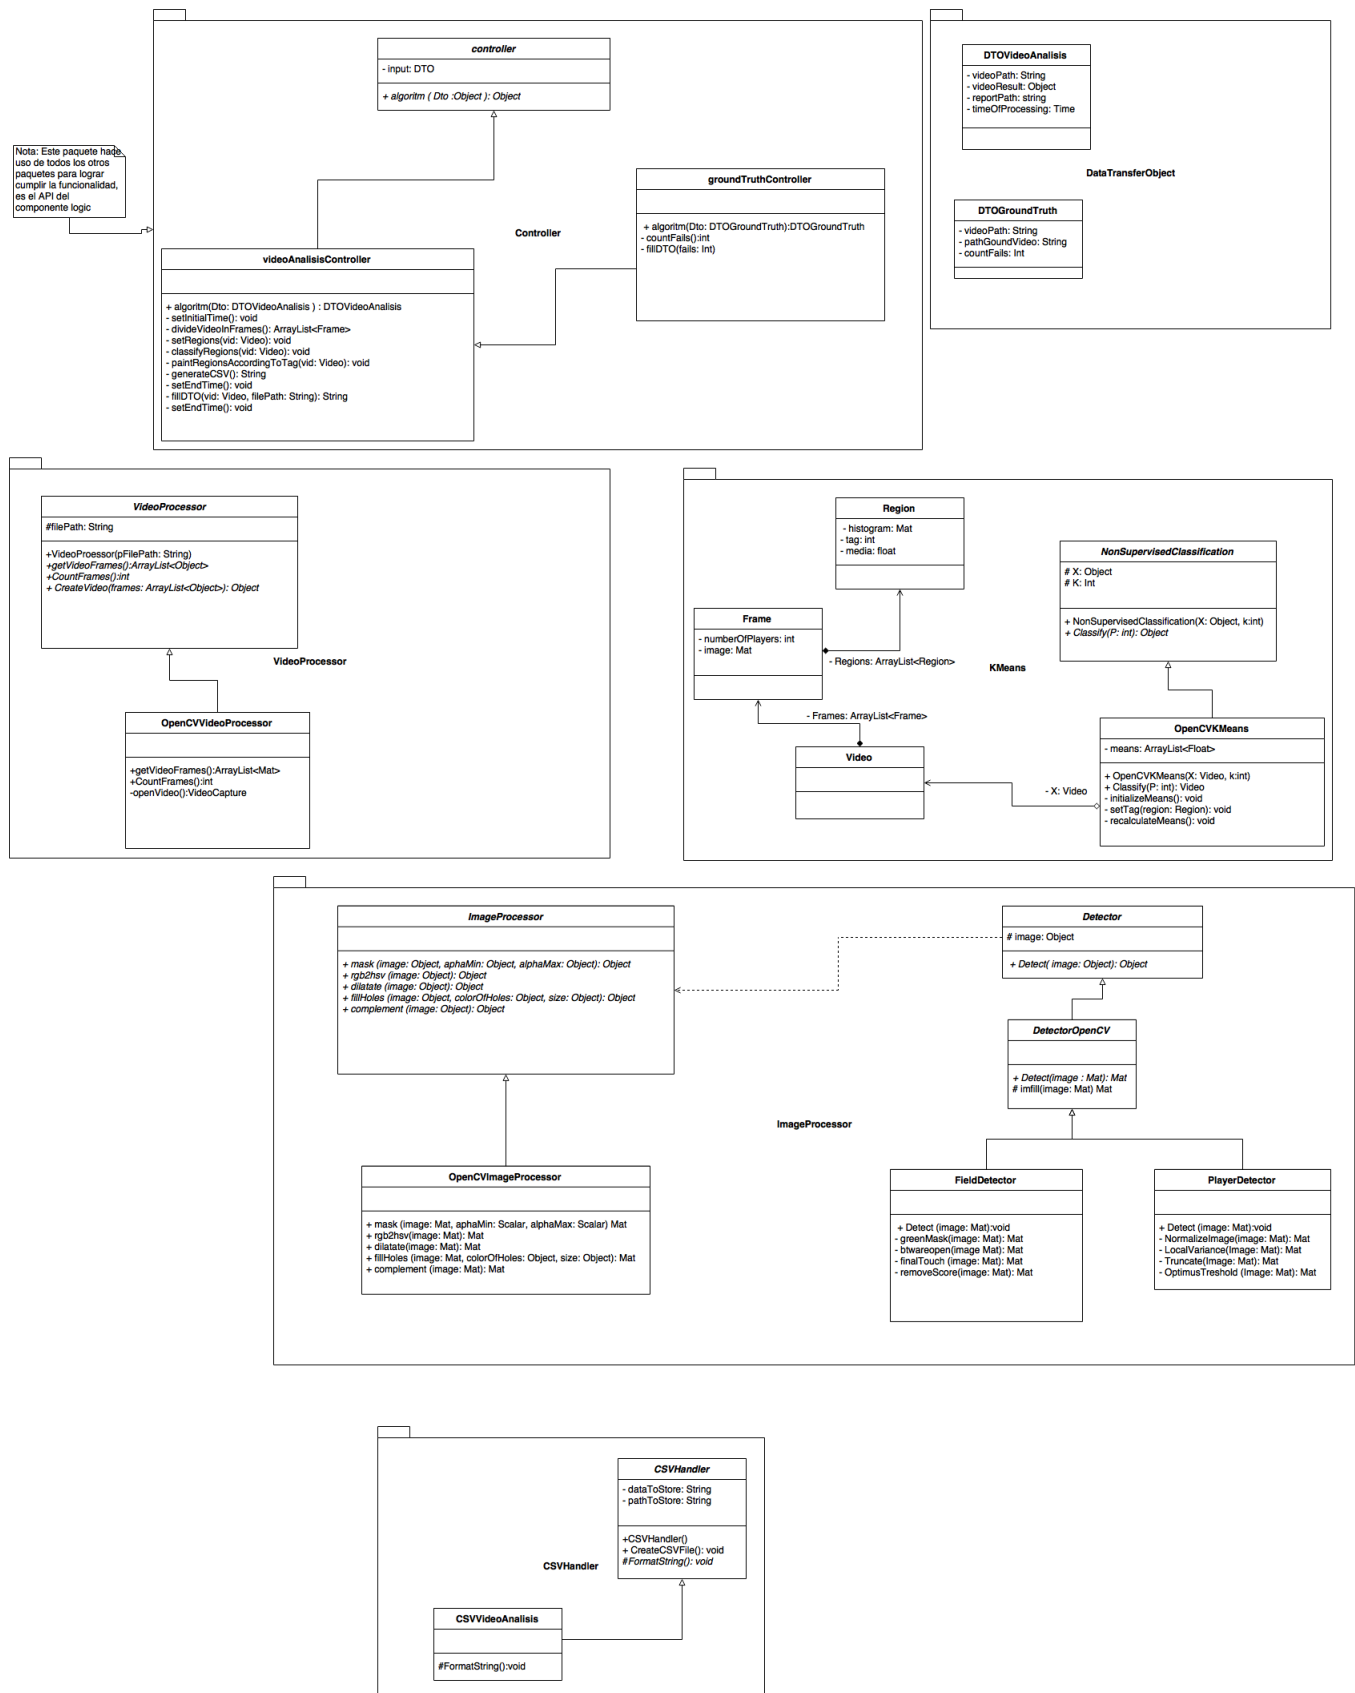 controller
- input: DTO
+ algoritm ( Dto :Object ): Object
Nota: Este paquete hade
uso de todos los otros
paquetes para lograr
cumplir la funcionalidad,
es el API del
componente logic
groundTruthController
+ algoritm(Dto: DTOGroundTruth):DTOGroundTruth
- countFails():int
- fillDTO(fails: Int)
Controller
videoAnalisisController
+ algoritm(Dto: DTOVideoAnalisis ) : DTOVideoAnalisis
- setInitialTime(): void
- divideVideoInFrames(): ArrayList<Frame>
- setRegions(vid: Video): void
- classifyRegions(vid: Video): void
- paintRegionsAccordingToTag(vid: Video): void
- generateCSV(): String
- setEndTime(): void
- fillDTO(vid: Video, filePath: String): String
- setEndTime(): void
DTOVideoAnalisis
- videoPath: String
- videoResult: Object
- reportPath: string
- timeOfProcessing: Time
DataTransferObject
DTOGroundTruth
- videoPath: String
- pathGoundVideo: String
- countFails: Int
VideoProcessor
#filePath: String
+VideoProessor(pFilePath: String)
+getVideoFrames():ArrayList<Object>
+CountFrames():int
+ CreateVideo(frames: ArrayList<Object>): Object
VideoProcessor
OpenCVVideoProcessor
+getVideoFrames():ArrayList<Mat>
+CountFrames():int
-openVideo():VideoCapture
Region
- histogram: Mat
- tag: int
- media: float
NonSupervisedClassification
# X: Object
# K: Int
+ NonSupervisedClassification(X: Object, k:int)
+ Classify(P: int): Object
Frame
- numberOfPlayers: int
- image: Mat
- Regions: ArrayList<Region>
KMeans
- Frames: ArrayList<Frame>
Video
- X: Video
OpenCVKMeans
- means: ArrayList<Float>
+ OpenCVKMeans(X: Video, k:int)
+ Classify(P: int): Video
- initializeMeans(): void
- setTag(region: Region): void
- recalculateMeans(): void
ImageProcessor
+ mask (image: Object, aphaMin: Object, alphaMax: Object): Object
+ rgb2hsv (image: Object): Object
+ dilatate (image: Object): Object
+ fillHoles (image: Object, colorOfHoles: Object, size: Object): Object
+ complement (image: Object): Object
Detector
# image: Object
+ Detect( image: Object): Object
DetectorOpenCV
+ Detect(image : Mat): Mat
# imfill(image: Mat) Mat
ImageProcessor
OpenCVImageProcessor
+ mask (image: Mat, aphaMin: Scalar, alphaMax: Scalar) Mat
+ rgb2hsv(image: Mat): Mat
+ dilatate(image: Mat): Mat
+ fillHoles (image: Mat, colorOfHoles: Object, size: Object): Mat
+ complement (image: Mat): Mat
FieldDetector
+ Detect (image: Mat):void
- greenMask(image: Mat): Mat
- btwareopen(image: Mat): Mat
- finalTouch (image: Mat): Mat
- removeScore(image: Mat): Mat
PlayerDetector
+ Detect (image: Mat):void
- NormalizeImage(image: Mat): Mat
- LocalVariance(Image: Mat): Mat
- Truncate(Image: Mat): Mat
- OptimusTreshold (Image: Mat): Mat
CSVHandler
- dataToStore: String
- pathToStore: String
+CSVHandler()
+ CreateCSVFile(): void
#FormatString(): void
CSVHandler
CSVVideoAnalisis
#FormatString():void